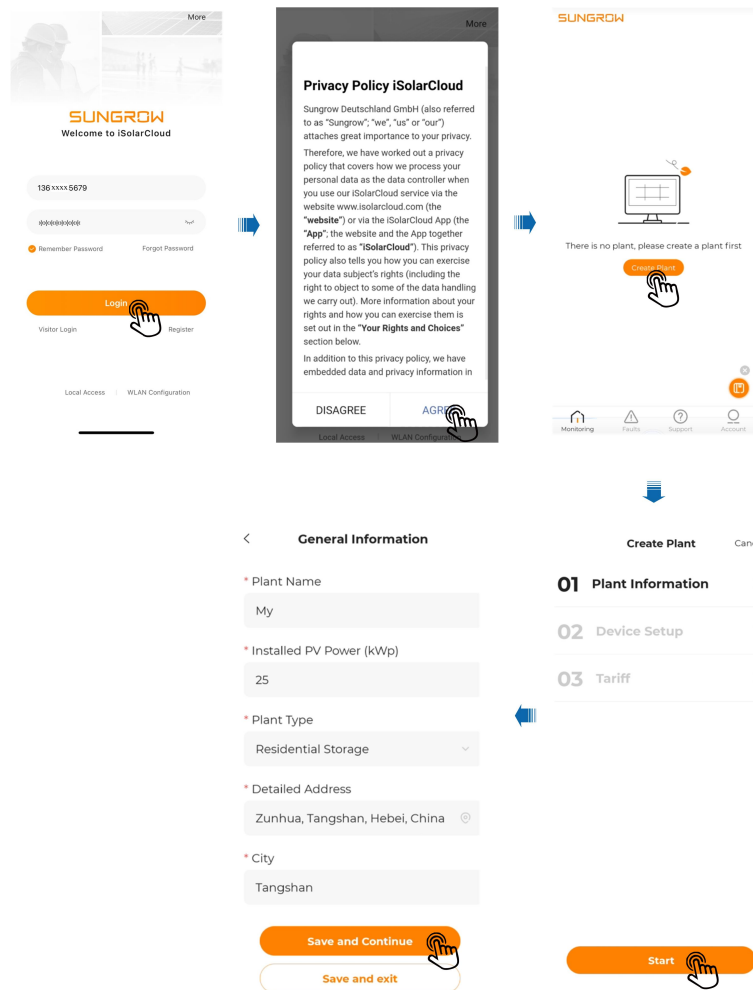 More
SUNGROW
Welcome to iSolarCloud
136 xxxx 5679
********
Remember Password
Forgot Password
Login
Visitor Login
Register
Local Access
WLAN Configuration
More
Privacy Policy iSolarCloud
Sungrow Deutschland GmbH (also referred
to as “Sungrow”; “we”, “us” or “our”)
attaches great importance to your privacy.
Therefore, we have worked out a privacy
policy that covers how we process your
personal data as the data controller when
you use our iSolarCloud service via the
website www.isolarcloud.com (the
“website”) or via the iSolarCloud App (the
“App”; the website and the App together
referred to as “iSolarCloud”). This privacy
policy also tells you how you can exercise
your data subject’s rights (including the
right to object to some of the data handling
we carry out). More information about your
rights and how you can exercise them is
set out in the “Your Rights and Choices”
section below.
In addition to this privacy policy, we have
embedded data and privacy information in
DISAGREE
AGREE
Local Access
WLAN Configuration
SUNGROW
There is no plant, please create a plant first
Create Plant
Monitoring
Faults
Support
Account
Create Plant
01 Plant Information
02 Device Setup
03 Tariff
Start
General Information
* Plant Name
My
* Installed PV Power (kWp)
25
* Plant Type
Residential Storage
* Detailed Address
Zunhua, Tangshan, Hebei, China
* City
Tangshan
Save and Continue
Save and exit